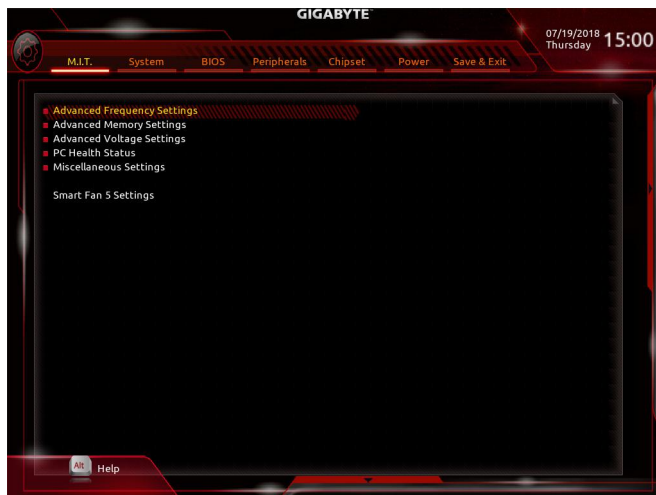 GIGABYTE™
07/19/2018 15:00
Thursday
M.I.T. System BIOS Peripherals Chipset Power Save & Exit
Advanced Frequency Settings
Advanced Memory Settings
Advanced Voltage Settings
PC Health Status
Miscellaneous Settings
Smart Fan 5 Settings
Alt Help